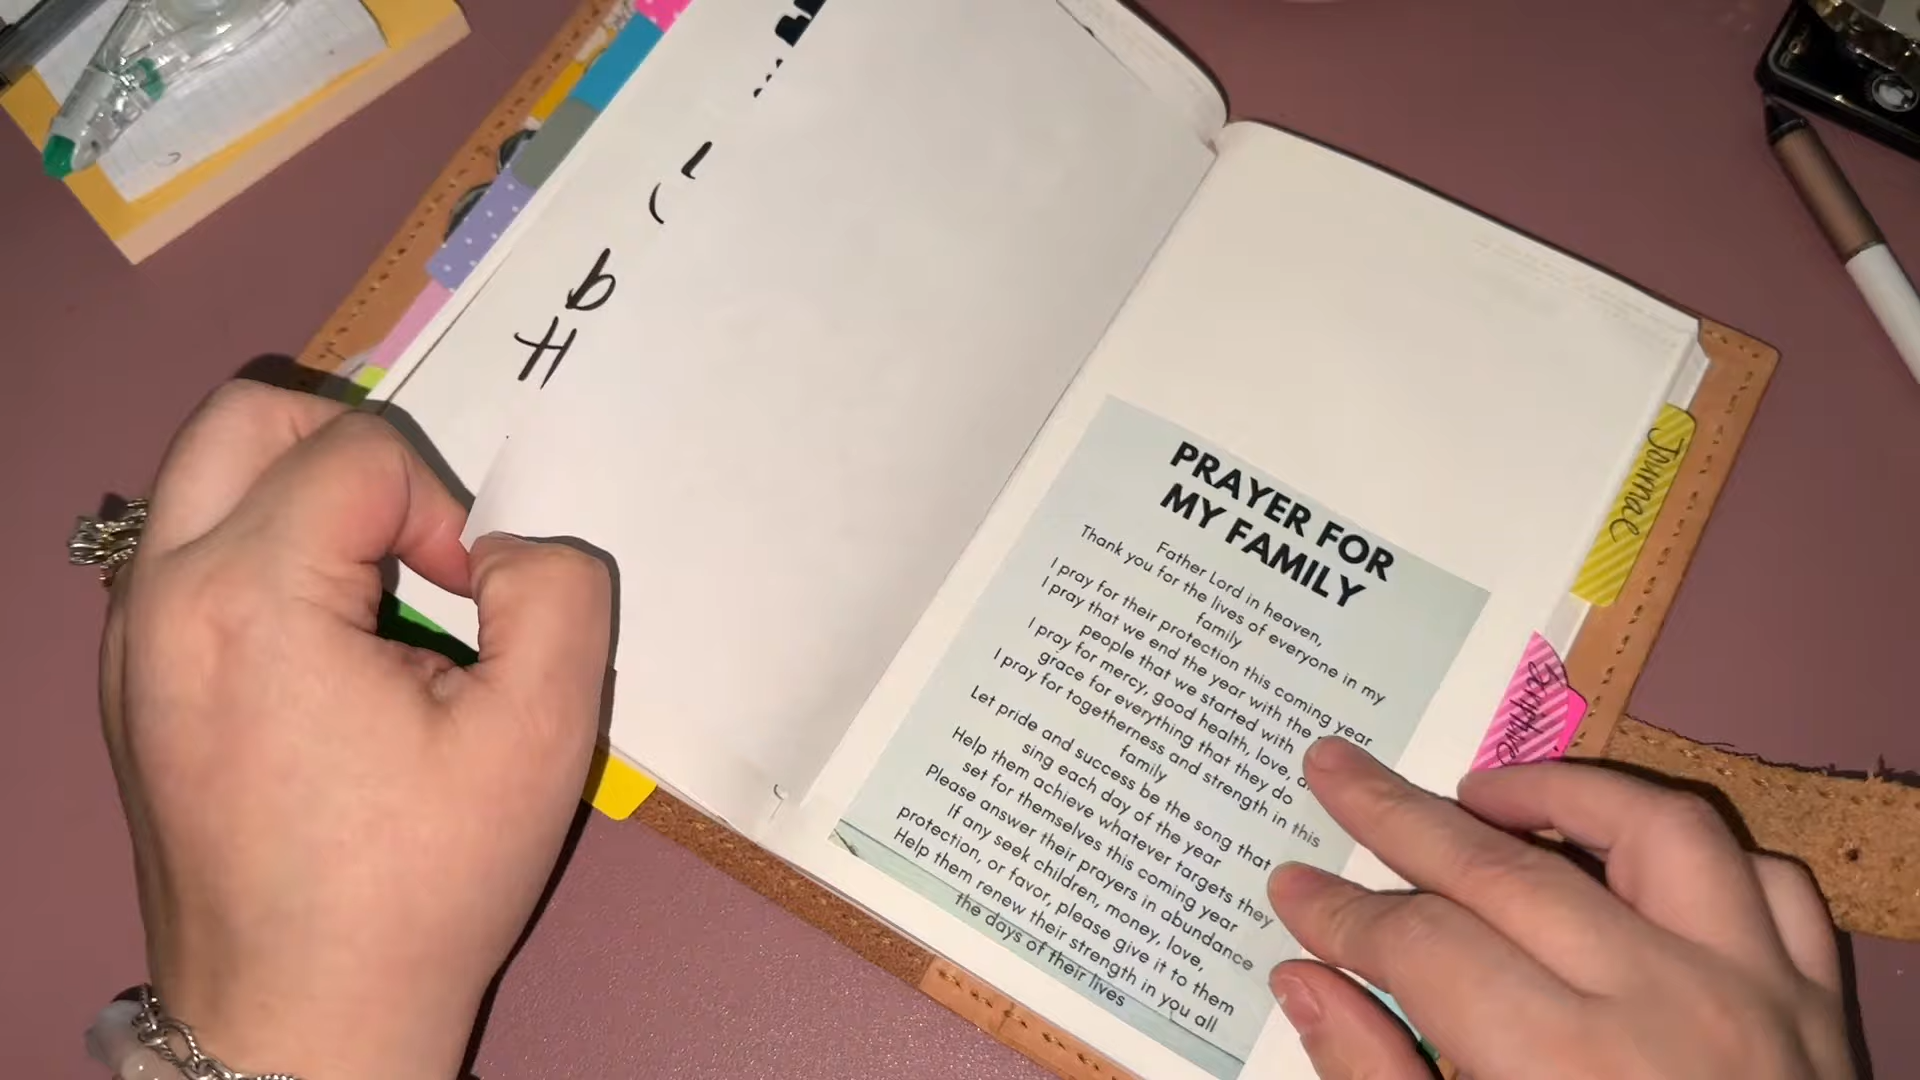 PRAYER FOR
MY FAMILY
Father Lord in heaven,
Thank you for the lives of everyone in my
family
I pray for their protection this coming year
I pray that we end the year with the
people that we started with
I pray for mercy, good health, love,
grace for everything that they do
I pray for togetherness and strength in this
family
Let pride and success be the song that
sing each day of the year
Help them achieve whatever targets they
set for themselves this coming year
Please answer their prayers in abundance
If any seek children, money, love,
protection, or favor, please give it to them
Help them renew their strength in you all
the days of their lives
Journal
Scripture